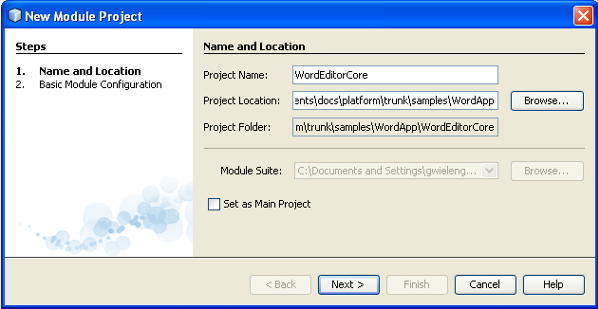 New Module Project
Steps
1. Name and Location
2. Basic Module Configuration
Name and Location
Project Name: WordEditorCore
Project Location: ents\docs\platform\trunk\samples\WordApp Browse...
Project Folder: m\trunk\samples\WordApp\WordEditorCore
Module Suite: C:\Documents and Settings\gwieleng... Browse...
Set as Main Project
< Back Next > Finish Cancel Help